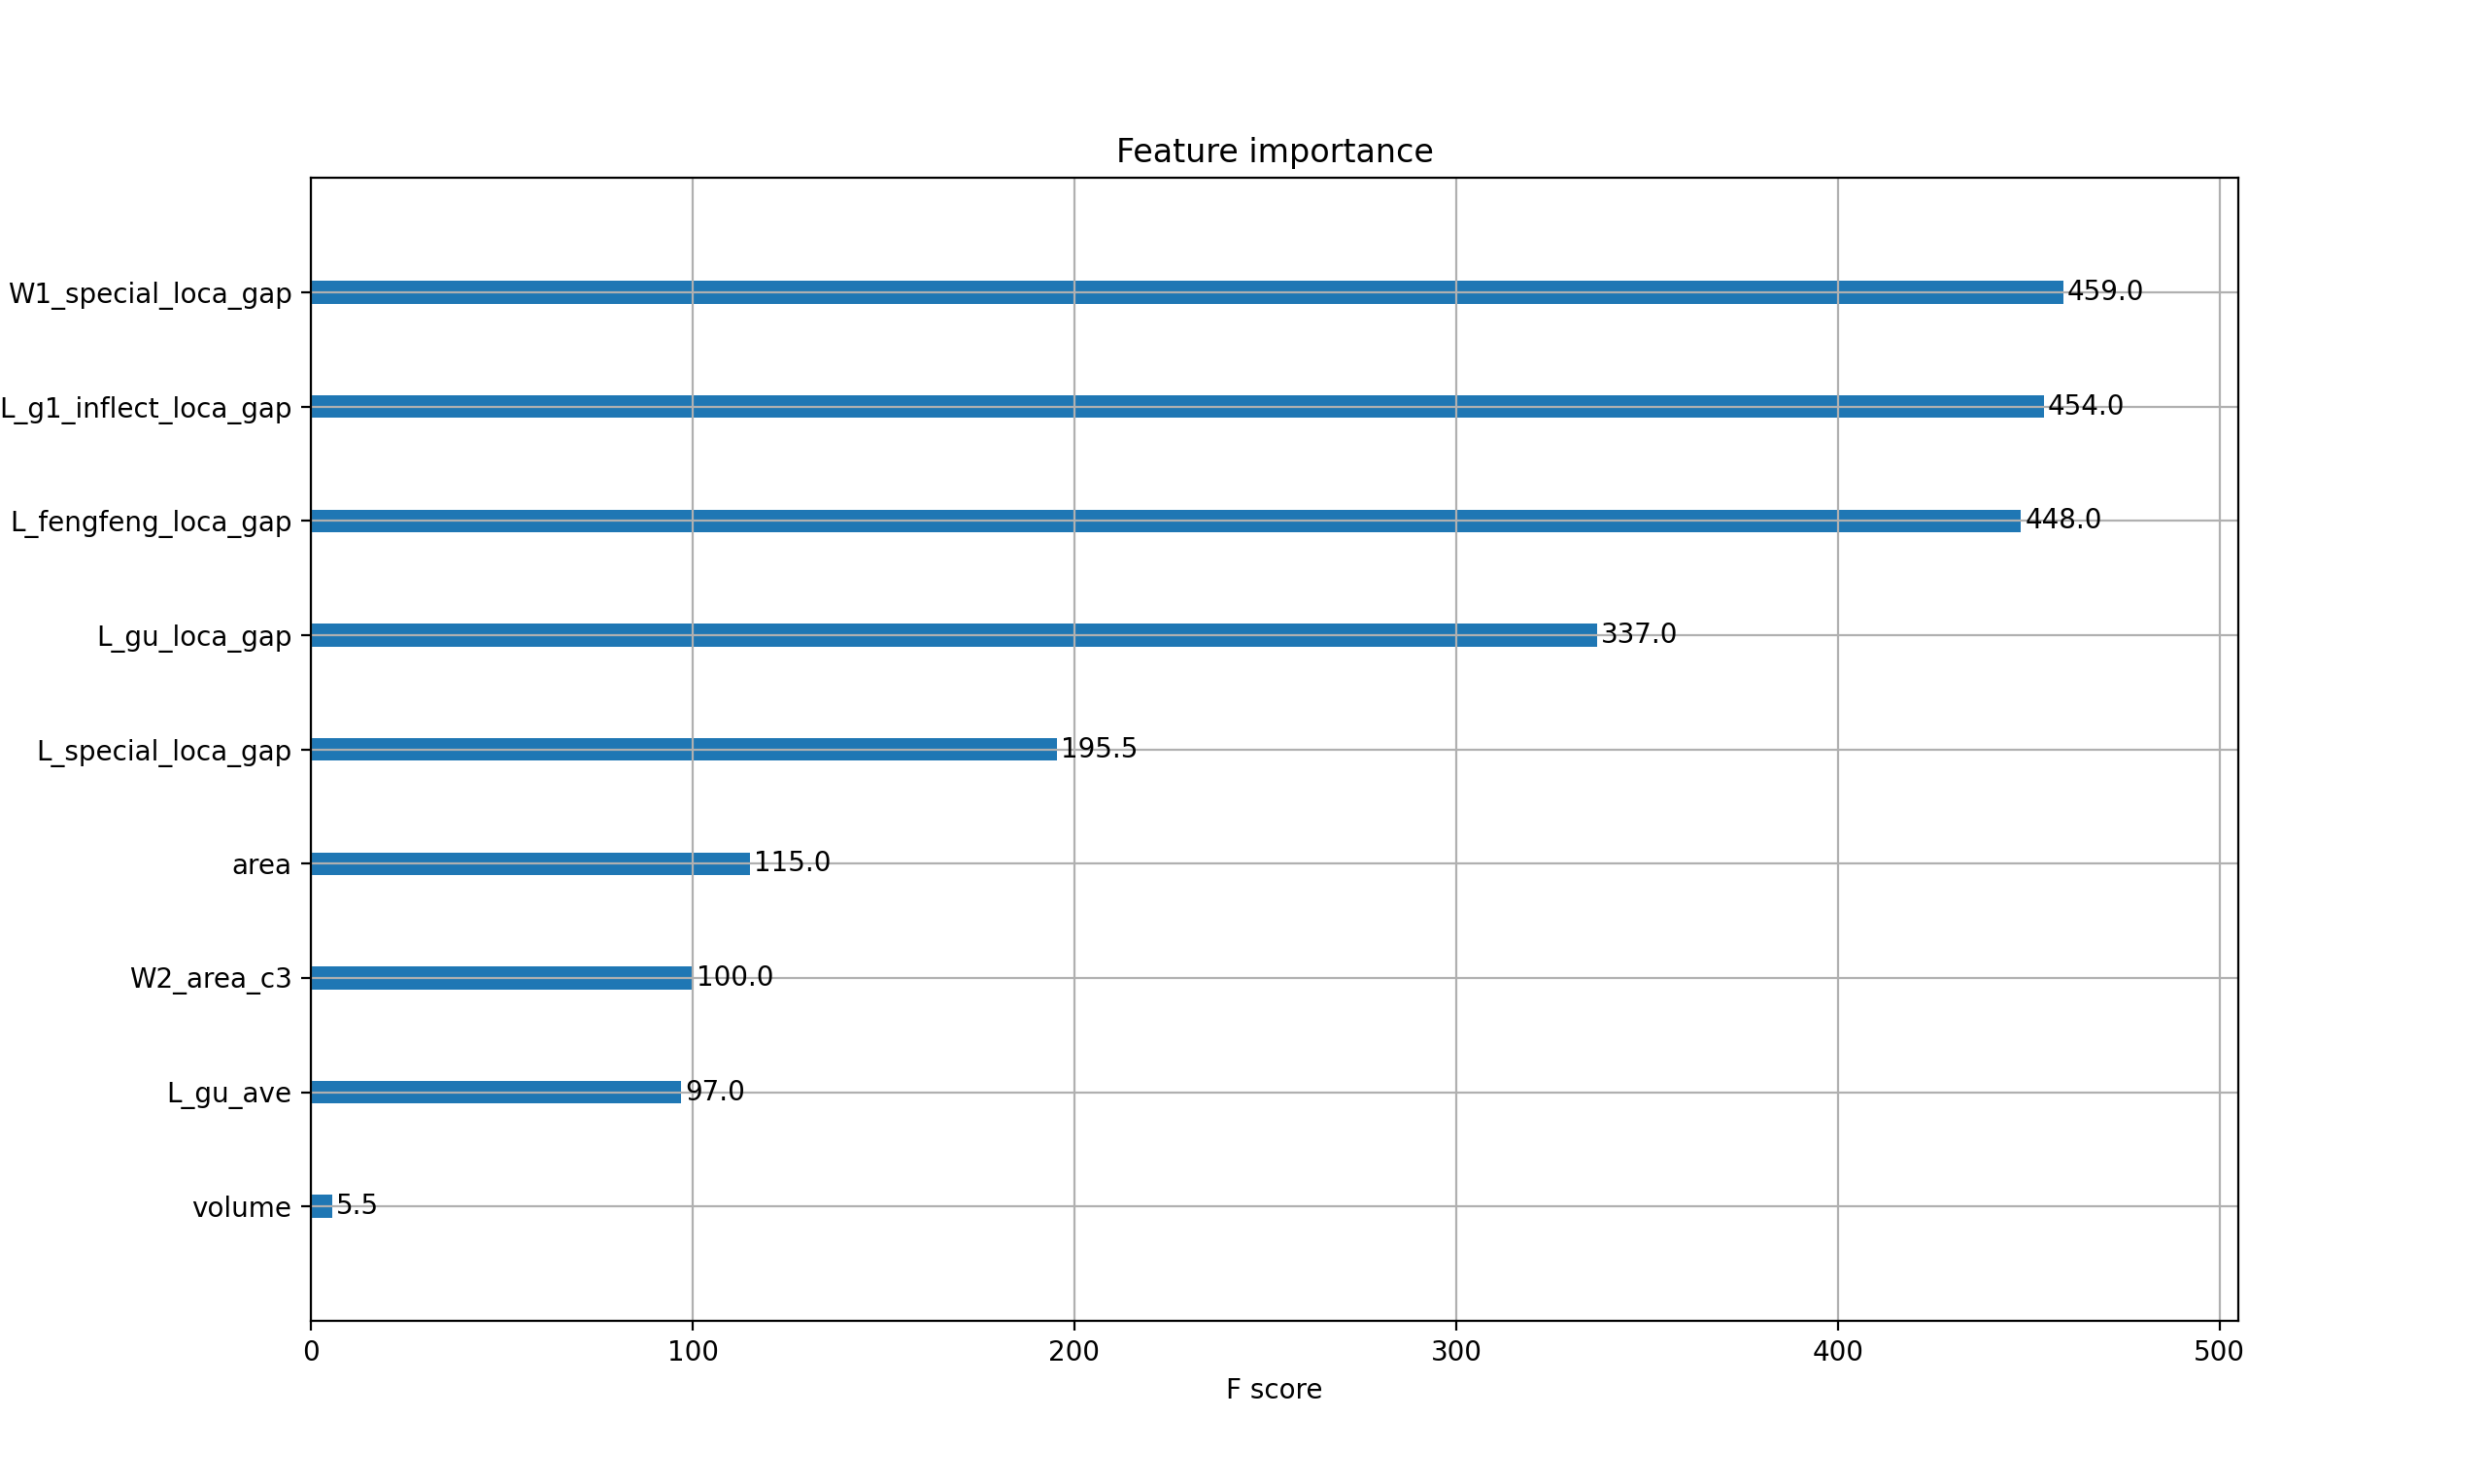 Feature importance
W1_special_loca_gap 459.0
L_g1_inflect_loca_gap 454.0
L_fengfeng_loca_gap 448.0
L_gu_loca_gap 337.0
L_special_loca_gap 195.5
area 115.0
W2_area_c3 100.0
L_gu_ave 97.0
volume 5.5
0 100 200 300 400 500
F score